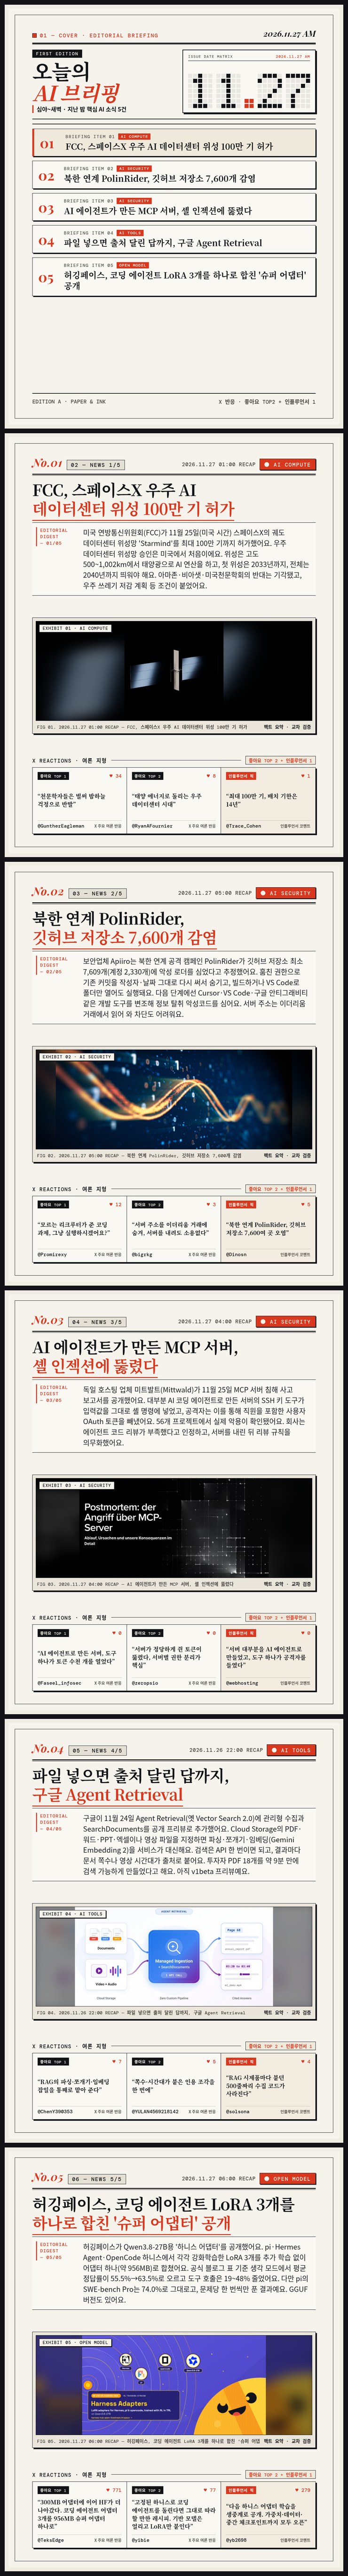 01 — COVER · EDITORIAL BRIEFING
2026.11.27 AM
FIRST EDITION
오늘의
AI 브리핑
심야~새벽 · 지난 밤 핵심 AI 소식 5건
ISSUE DATE MATRIX
2026.11.27 AM
11.27
01
BRIEFING ITEM 01 AI COMPUTE
FCC, 스페이스X 우주 AI 데이터센터 위성 100만 기 허가
02
BRIEFING ITEM 02 AI SECURITY
북한 연계 PolinRider, 깃허브 저장소 7,600개 감염
03
BRIEFING ITEM 03 AI SECURITY
AI 에이전트가 만든 MCP 서버, 셸 인젝션에 뚫렸다
04
BRIEFING ITEM 04 AI TOOLS
파일 넣으면 출처 달린 답까지, 구글 Agent Retrieval
05
BRIEFING ITEM 05 OPEN MODEL
허깅페이스, 코딩 에이전트 LoRA 3개를 하나로 합친 '슈퍼 어댑터'
공개
EDITION A · PAPER & INK
X 반응 · 좋아요 TOP2 + 인플루언서 1
No.01
02 — NEWS 1/5
2026.11.27 01:00 RECAP
AI COMPUTE
FCC, 스페이스X 우주 AI
데이터센터 위성 100만 기 허가
EDITORIAL
DIGEST
— 01/05
미국 연방통신위원회(FCC)가 11월 25일(미국 시간) 스페이스X의 궤도
데이터센터 위성망 'Starmind'를 최대 100만 기까지 허가했어요. 우주
데이터센터 위성망 승인은 미국에서 처음이에요. 위성은 고도
500~1,002km에서 태양광으로 AI 연산을 하고, 첫 위성은 2033년까지, 전체는
2040년까지 띄워야 해요. 아마존·비아샛·미국천문학회의 반대는 기각했고,
우주 쓰레기 저감 계획 등 조건이 붙었어요.
EXHIBIT 01 · AI COMPUTE
FIG 01. 2026.11.27 01:00 RECAP — FCC, 스페이스X 우주 AI 데이터센터 위성 100만 기 허가
팩트 요약 · 교차 검증
X REACTIONS · 여론 지형
좋아요 TOP 2 + 인플루언서 1
좋아요 TOP 1
♥ 34
“천문학자들은 벌써 밤하늘
걱정으로 반발”
@GuntherEagleman
X 주요 여론 반응
좋아요 TOP 2
♥ 8
“태양 에너지로 돌리는 우주
데이터센터 시대”
@RyanAFournier
X 주요 여론 반응
인플루언서 픽
♥ 1
“최대 100만 기, 배치 기한은
14년”
@Trace_Cohen
인플루언서 코멘트
No.02
03 — NEWS 2/5
2026.11.27 05:00 RECAP
AI SECURITY
북한 연계 PolinRider,
깃허브 저장소 7,600개 감염
EDITORIAL
DIGEST
— 02/05
보안업체 Apiiro는 북한 연계 공격 캠페인 PolinRider가 깃허브 저장소 최소
7,609개(계정 2,330개)에 악성 로더를 심었다고 추정했어요. 훔친 권한으로
기존 커밋을 작성자·날짜 그대로 다시 써서 숨기고, 빌드하거나 VS Code로
폴더만 열어도 실행돼요. 다음 단계에선 Cursor·VS Code·구글 안티그래비티
같은 개발 도구를 변조해 정보 탈취 악성코드를 심어요. 서버 주소는 이더리움
거래에서 읽어 와 차단도 어려워요.
EXHIBIT 02 · AI SECURITY
FIG 02. 2026.11.27 05:00 RECAP — 북한 연계 PolinRider, 깃허브 저장소 7,600개 감염
팩트 요약 · 교차 검증
X REACTIONS · 여론 지형
좋아요 TOP 2 + 인플루언서 1
좋아요 TOP 1
♥ 12
“모르는 리크루터가 준 코딩
과제, 그냥 실행하시겠어요?”
@Promirexy
X 주요 여론 반응
좋아요 TOP 2
♥ 3
“서버 주소를 이더리움 거래에
숨겨, 서버를 내려도 소용없다”
@bigzkg
X 주요 여론 반응
인플루언서 픽
♥ 5
“북한 연계 PolinRider, 깃허브
저장소 7,600여 곳 오염”
@Dinosn
인플루언서 코멘트
No.03
04 — NEWS 3/5
2026.11.27 04:00 RECAP
AI SECURITY
AI 에이전트가 만든 MCP 서버,
셸 인젝션에 뚫렸다
EDITORIAL
DIGEST
— 03/05
독일 호스팅 업체 미트발트(Mittwald)가 11월 25일 MCP 서버 침해 사고
보고서를 공개했어요. 대부분 AI 코딩 에이전트로 만든 서버의 SSH 키 도구가
입력값을 그대로 셸 명령에 넣었고, 공격자는 이를 통해 직원을 포함한 사용자
OAuth 토큰을 빼냈어요. 56개 프로젝트에서 실제 악용이 확인됐어요. 회사는
에이전트 코드 리뷰가 부족했다고 인정하고, 서버를 내린 뒤 리뷰 규칙을
의무화했어요.
EXHIBIT 03 · AI SECURITY
Postmortem: der
Angriff über MCP-
Server
Ablauf, Ursachen und unsere Konsequenzen im
Detail
FIG 03. 2026.11.27 04:00 RECAP — AI 에이전트가 만든 MCP 서버, 셸 인젝션에 뚫렸다
팩트 요약 · 교차 검증
X REACTIONS · 여론 지형
좋아요 TOP 2 + 인플루언서 1
좋아요 TOP 1
♥ 0
“AI 에이전트로 만든 서버, 도구
하나가 토큰 수천 개를 열었다”
@Faseel_infosec
X 주요 여론 반응
좋아요 TOP 2
♥ 0
“서버가 정당하게 쥔 토큰이
뚫렸다, 서버별 권한 분리가
핵심”
@zeropsio
X 주요 여론 반응
인플루언서 픽
♥ 0
“서버 대부분을 AI 에이전트로
만들었고, 도구 하나가 공격자를
들였다”
@webhosting
인플루언서 코멘트
No.04
05 — NEWS 4/5
2026.11.26 22:00 RECAP
AI TOOLS
파일 넣으면 출처 달린 답까지,
구글 Agent Retrieval
EDITORIAL
DIGEST
— 04/05
구글이 11월 24일 Agent Retrieval(옛 Vector Search 2.0)에 관리형 수집과
SearchDocuments를 공개 프리뷰로 추가했어요. Cloud Storage의 PDF·
워드·PPT·엑셀이나 영상 파일을 지정하면 파싱·쪼개기·임베딩(Gemini
Embedding 2)을 서비스가 대신해요. 검색은 API 한 번이면 되고, 결과마다
문서 쪽수나 영상 시간대가 출처로 붙어요. 투자자 PDF 18개를 약 9분 만에
검색 가능하게 만들었다고 해요. 아직 v1beta 프리뷰예요.
EXHIBIT 04 · AI TOOLS
AGENT RETRIEVAL
Documents
Video + Audio
Managed Ingestion
+ SearchDocuments
Page 16
Cloud Storage
Zero Custom Pipeline
FIG 04. 2026.11.26 22:00 RECAP — 파일 넣으면 출처 달린 답까지, 구글 Agent Retrieval
팩트 요약 · 교차 검증
X REACTIONS · 여론 지형
좋아요 TOP 2 + 인플루언서 1
좋아요 TOP 1
♥ 7
“RAG의 파싱·쪼개기·임베딩
잡일을 통째로 맡아 준다”
@ChenY390353
X 주요 여론 반응
좋아요 TOP 2
♥ 5
“쪽수·시간대가 붙은 인용 조각을
한 번에”
@YULAN4560218142
X 주요 여론 반응
인플루언서 픽
♥ 4
“RAG 시제품마다 붙던
500줄짜리 수집 코드가
사라진다”
@solsona
인플루언서 코멘트
No.05
06 — NEWS 5/5
2026.11.27 06:00 RECAP
OPEN MODEL
허깅페이스, 코딩 에이전트 LoRA 3개를
하나로 합친 '슈퍼 어댑터' 공개
EDITORIAL
DIGEST
— 05/05
허깅페이스가 Qwen3.8-27B용 '하니스 어댑터'를 공개했어요. pi·Hermes
Agent·OpenCode 하니스에서 각각 강화학습한 LoRA 3개를 추가 학습 없이
어댑터 하나(약 956MB)로 합쳤어요. 공식 블로그 표 기준 생각 모드에서 평균
정답률이 55.5%→63.5%로 오르고 도구 호출은 19~48% 줄었어요. 다만 pi의
SWE-bench Pro는 74.0%로 그대로고, 문제당 한 번씩만 푼 결과예요. GGUF
버전도 있어요.
EXHIBIT 05 · OPEN MODEL
Harness Adapters
FIG 05. 2026.11.27 06:00 RECAP — 허깅페이스, 코딩 에이전트 LoRA 3개를 하나로 합친 '슈퍼 어댑
팩트 요약 · 교차 검증
X REACTIONS · 여론 지형
좋아요 TOP 2 + 인플루언서 1
좋아요 TOP 1
♥ 771
“300MB 어댑터에 이어 HF가 더
나아갔다. 코딩 에이전트 어댑터
3개를 956MB 슈퍼 어댑터
하나로”
@TeksEdge
X 주요 여론 반응
좋아요 TOP 2
♥ 77
“고정된 하니스로 코딩
에이전트를 돌린다면 그대로 따라
할 만한 레시피. 기반 모델은
얼리고 LoRA만 붙인다”
@yibie
X 주요 여론 반응
인플루언서 픽
♥ 279
“다음 하니스 어댑터 학습을
생중계로 공개. 가중치·데이터·
중간 체크포인트까지 모두 오픈”
@yb2698
인플루언서 코멘트